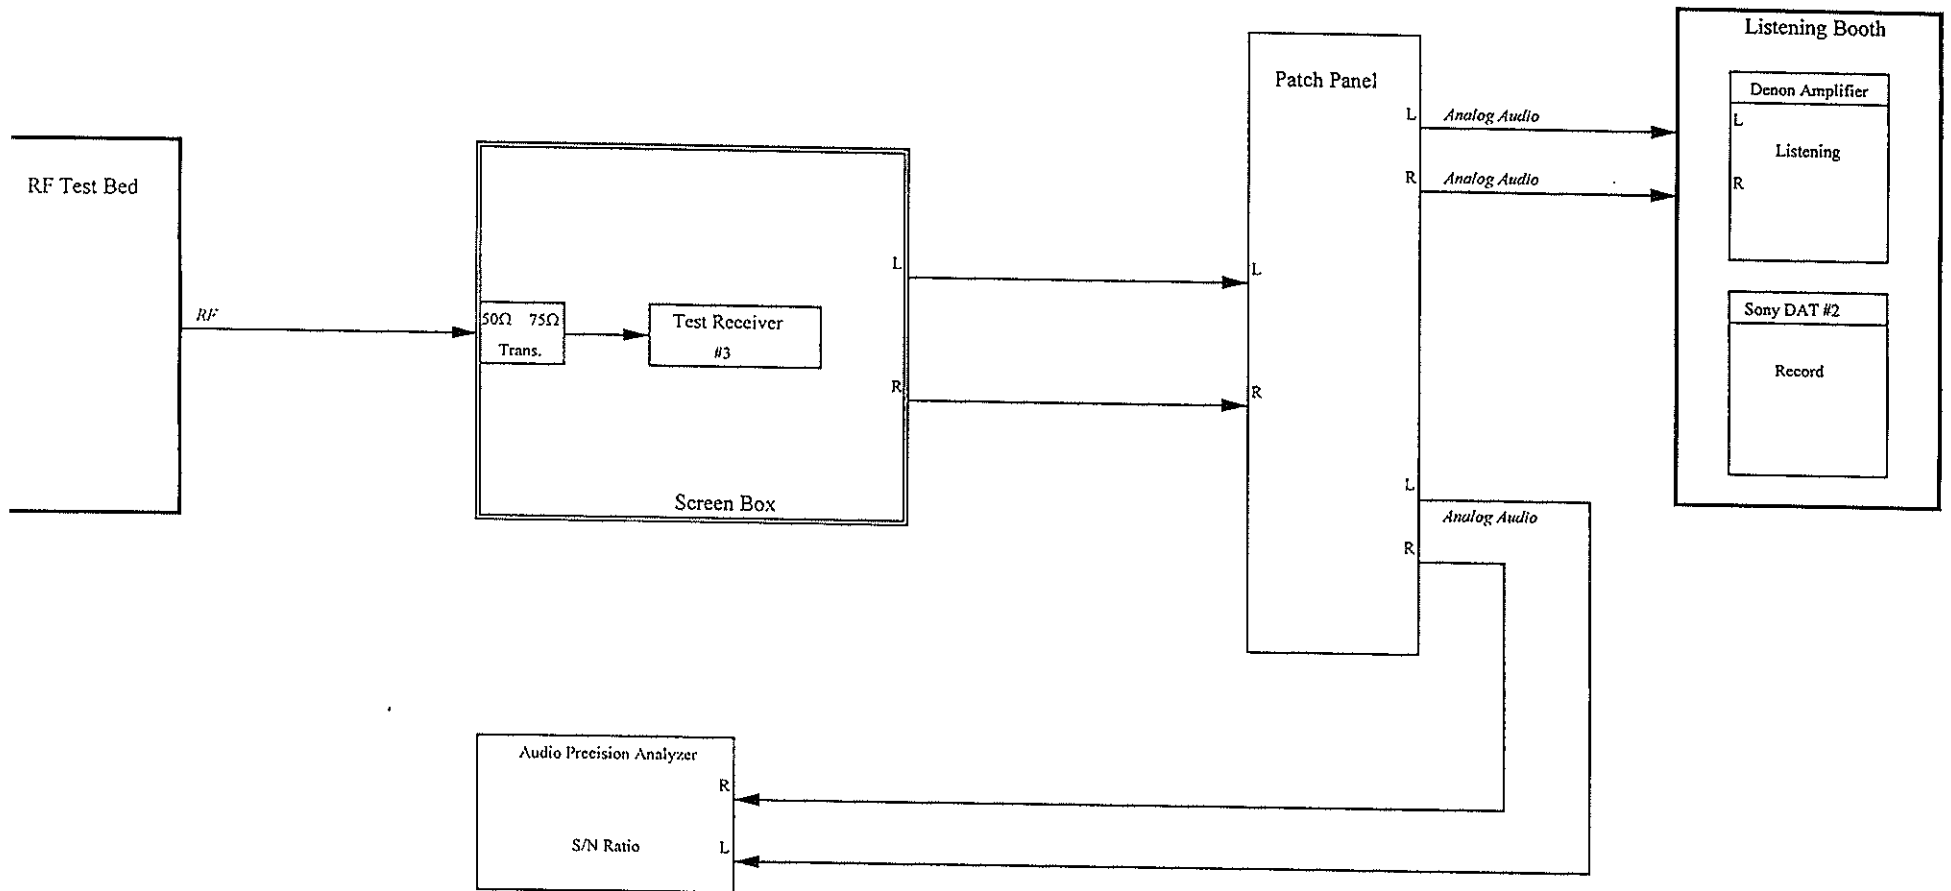 Listening Booth
Patch Panel
Denon Amplifier
L
Analog Audio
L
Listening
RF Test Bed
R
Analog Audio
R
L
L
RF
50Ω 75Ω
Trans.
Test Receiver
#3
Sony DAT #2
Record
R
R
Screen Box
L
Analog Audio
R
Audio Precision Analyzer
R
S/N Ratio
L